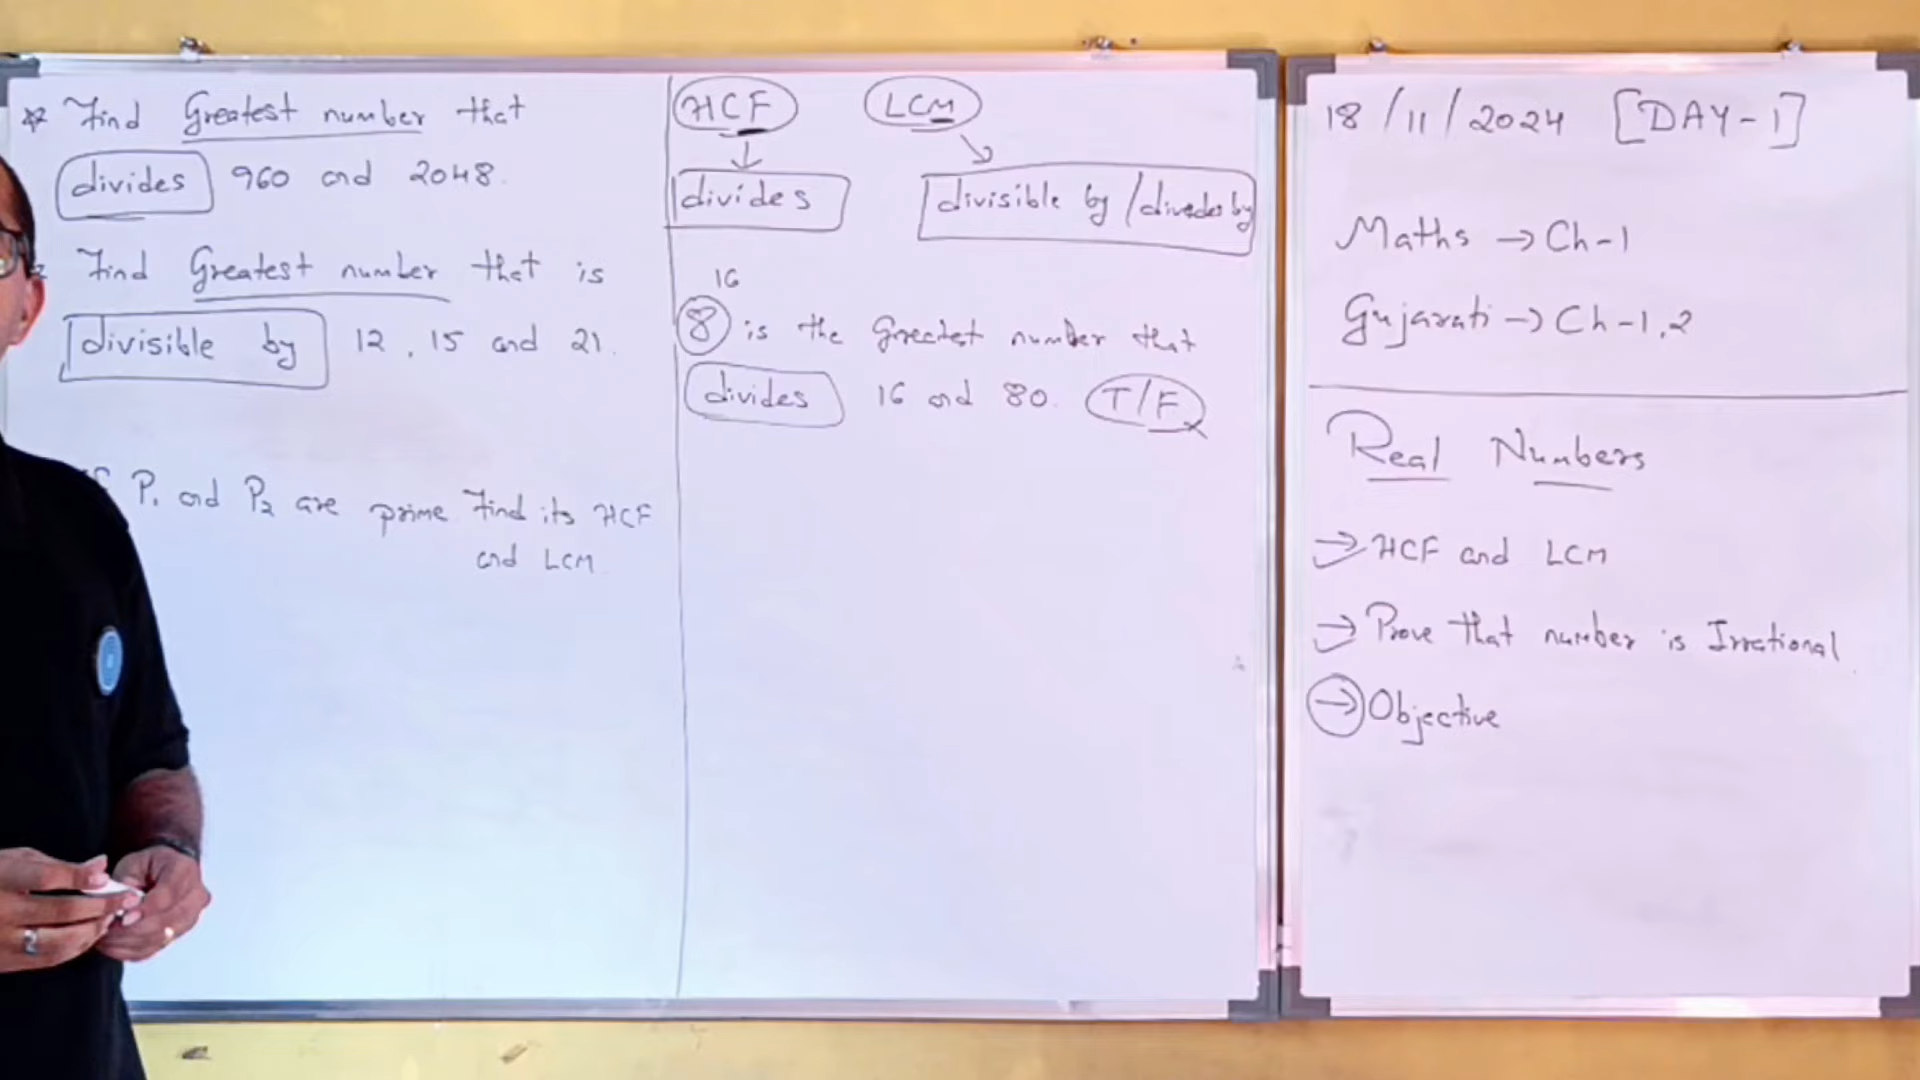 Find Greatest number that
divides 960 and 2048.
Find Greatest number that is
divisible by 12, 15 and 21.
P₁ and P₂ are prime. Find its HCF
and LCM
HCF LCM
divides divisible by / divedes by
16
8 is the Greatest number that
divides 16 and 80. T/F
18/11/2024 [DAY-1]
Maths → Ch-1
Gujarati → Ch-1,2
Real Numbers
→ HCF and LCM
→ Prove that number is Irrational
→ Objective